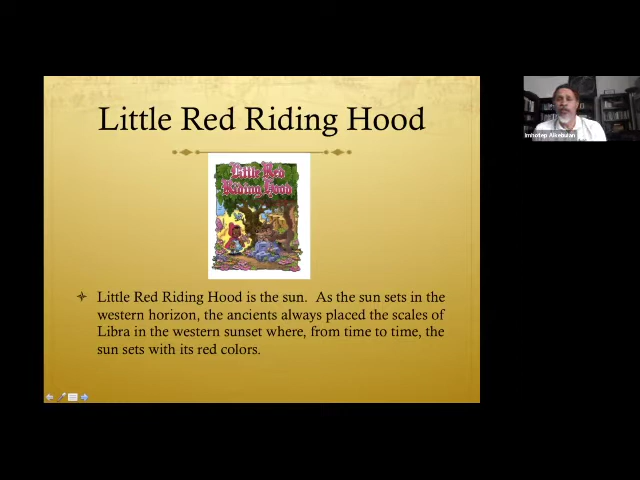 Little Red Riding Hood
Little Red
Riding Hood
Little Red Riding Hood is the sun. As the sun sets in the
western horizon, the ancients always placed the scales of
Libra in the western sunset where, from time to time, the
sun sets with its red colors.
Imhotep Alkebulan